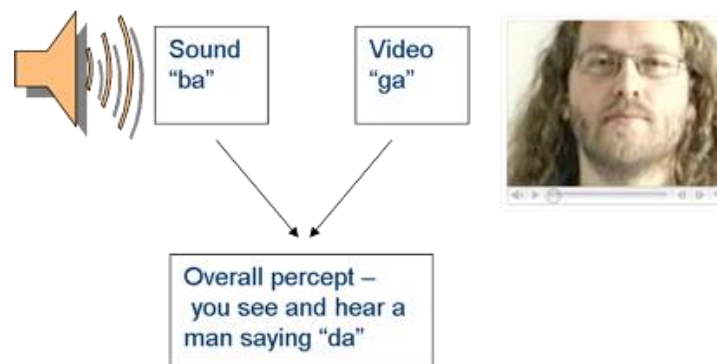 Sound
“ba”
Video
“ga”
Overall percept –
you see and hear a
man saying “da”